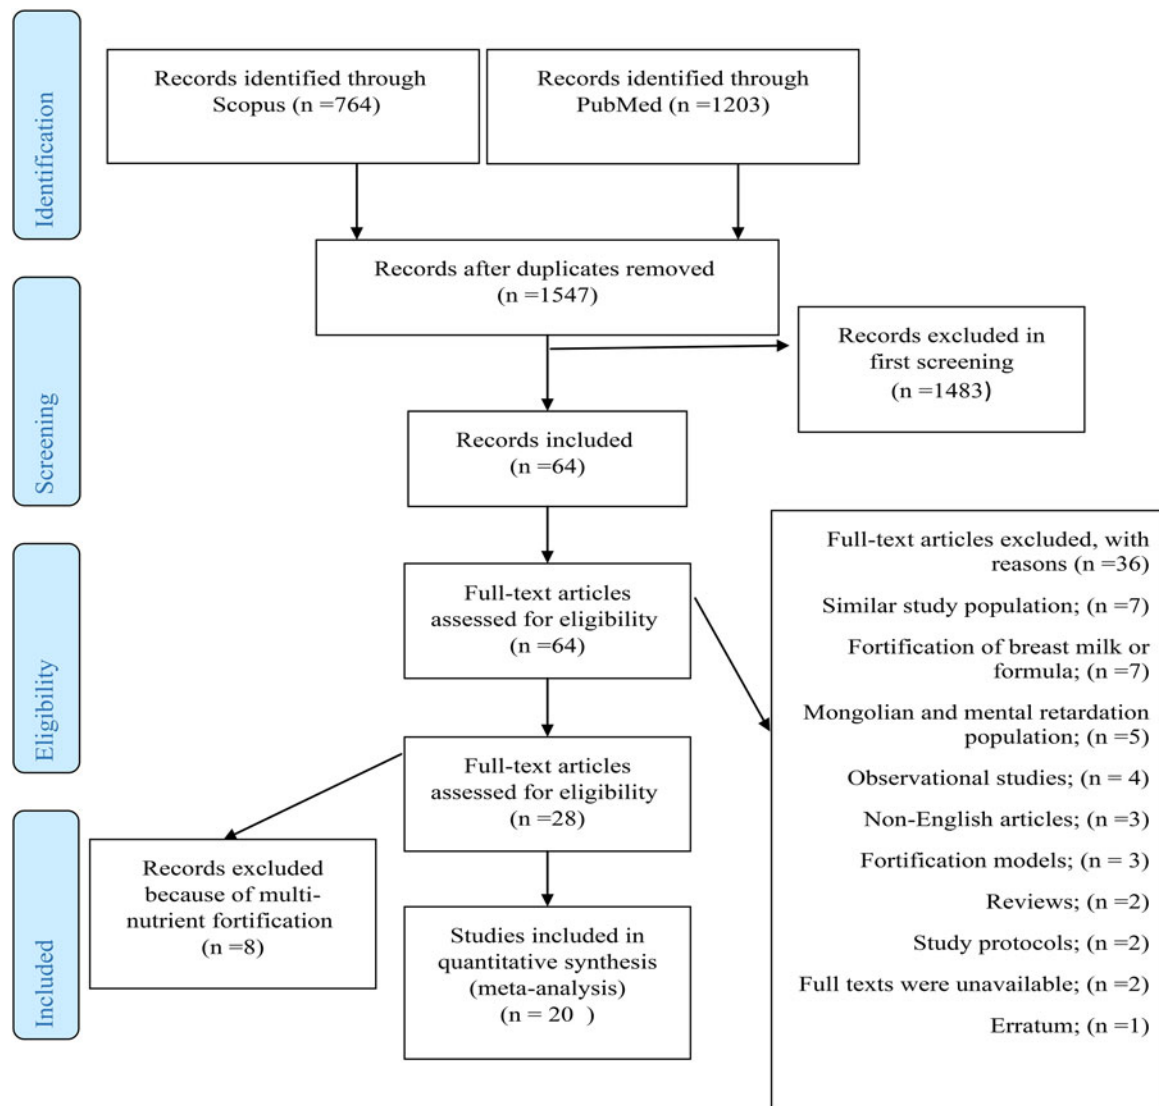 Identification
Records identified through
Scopus (n =764)
Records identified through
PubMed (n =1203)
Records after duplicates removed
(n =1547)
Screening
Records excluded in
first screening
(n =1483)
Records included
(n =64)
Eligibility
Full-text articles
assessed for eligibility
(n =64)
Full-text articles excluded, with
reasons (n =36)
Similar study population; (n =7)
Fortification of breast milk or
formula; (n =7)
Mongolian and mental retardation
population; (n =5)
Observational studies; (n = 4)
Non-English articles; (n =3)
Fortification models; (n = 3)
Reviews; (n =2)
Study protocols; (n =2)
Full texts were unavailable; (n =2)
Erratum; (n =1)
Full-text articles
assessed for eligibility
(n =28)
Included
Records excluded
because of multi-
nutrient fortification
(n =8)
Studies included in
quantitative synthesis
(meta-analysis)
(n = 20 )